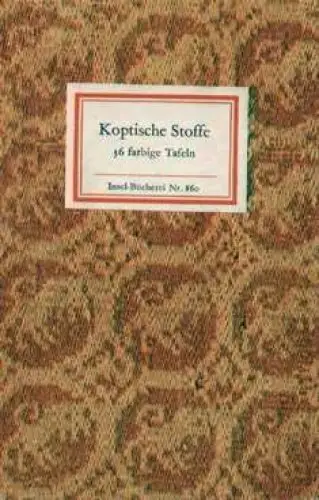 Koptische Stoffe
36 farbige Tafeln
Insel-Bücherei Nr. 860